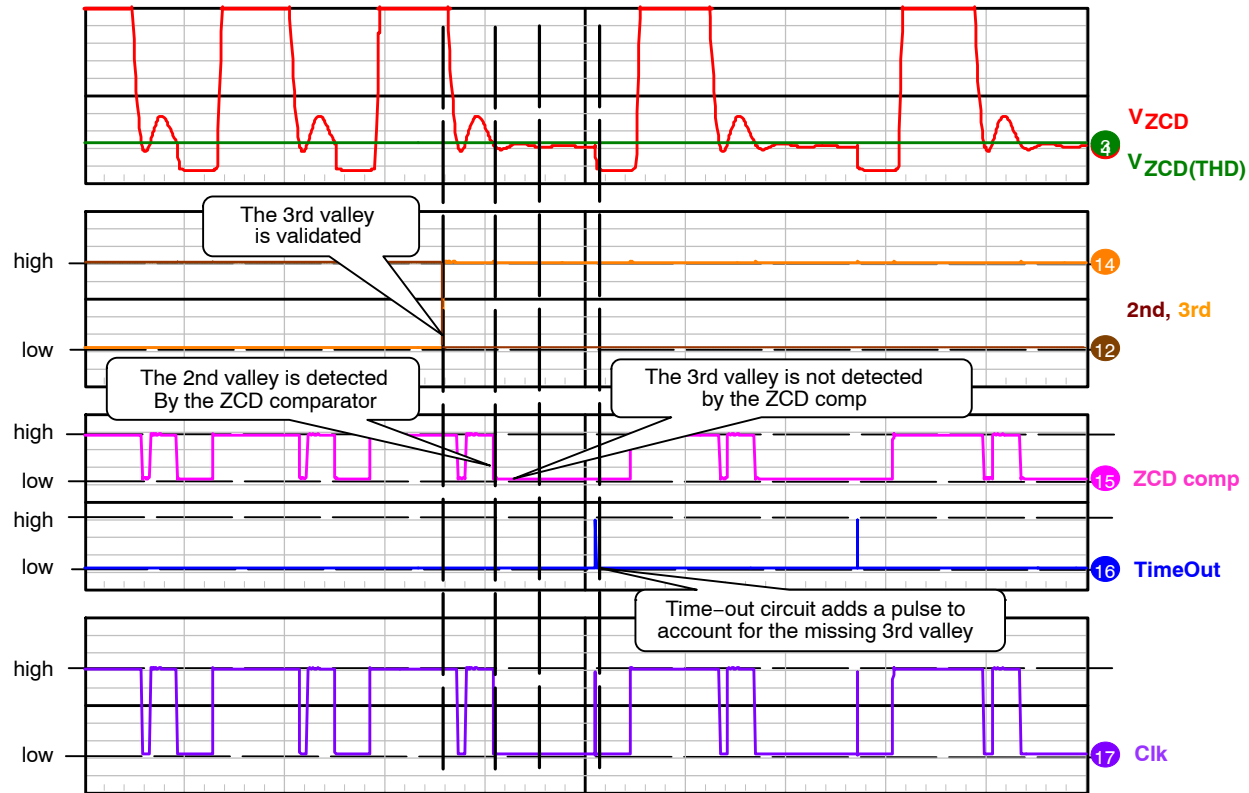 VZCD
3
4
VZCD(THD)
The 3rd valley
is validated
high
14
2nd, 3rd
low
12
The 2nd valley is detected
By the ZCD comparator
The 3rd valley is not detected
by the ZCD comp
high
low
15 ZCD comp
high
low
16 TimeOut
Time−out circuit adds a pulse to
account for the missing 3rd valley
high
low
17 Clk